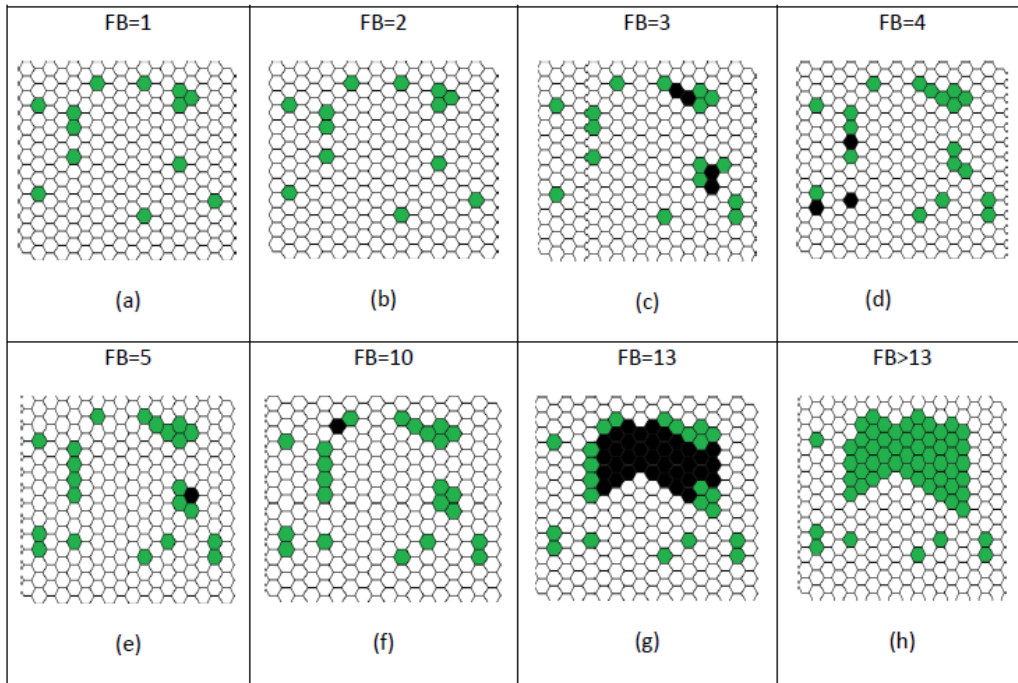 FB=1
FB=2
FB=3
FB=4
(a)
(b)
(c)
(d)
FB=5
FB=10
FB=13
FB>13
(e)
(f)
(g)
(h)